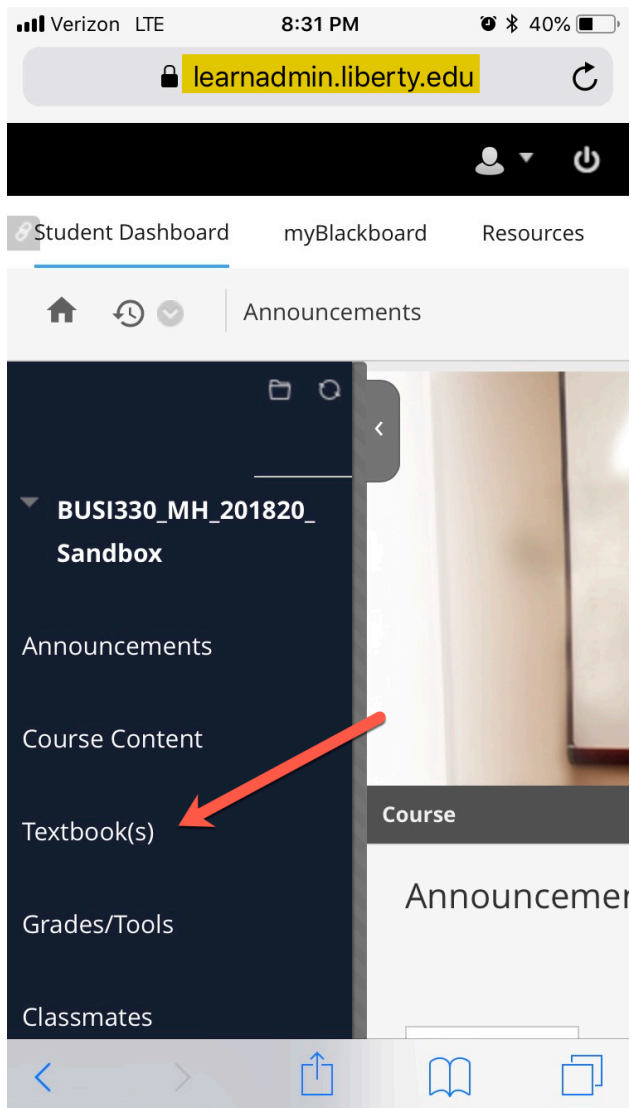 Verizon LTE 8:31 PM 40%
learnadmin.liberty.edu
Student Dashboard myBlackboard Resources
Announcements
BUSI330_MH_201820_
Sandbox
Announcements
Course Content
Textbook(s)
Grades/Tools
Classmates
Course
Announcemen